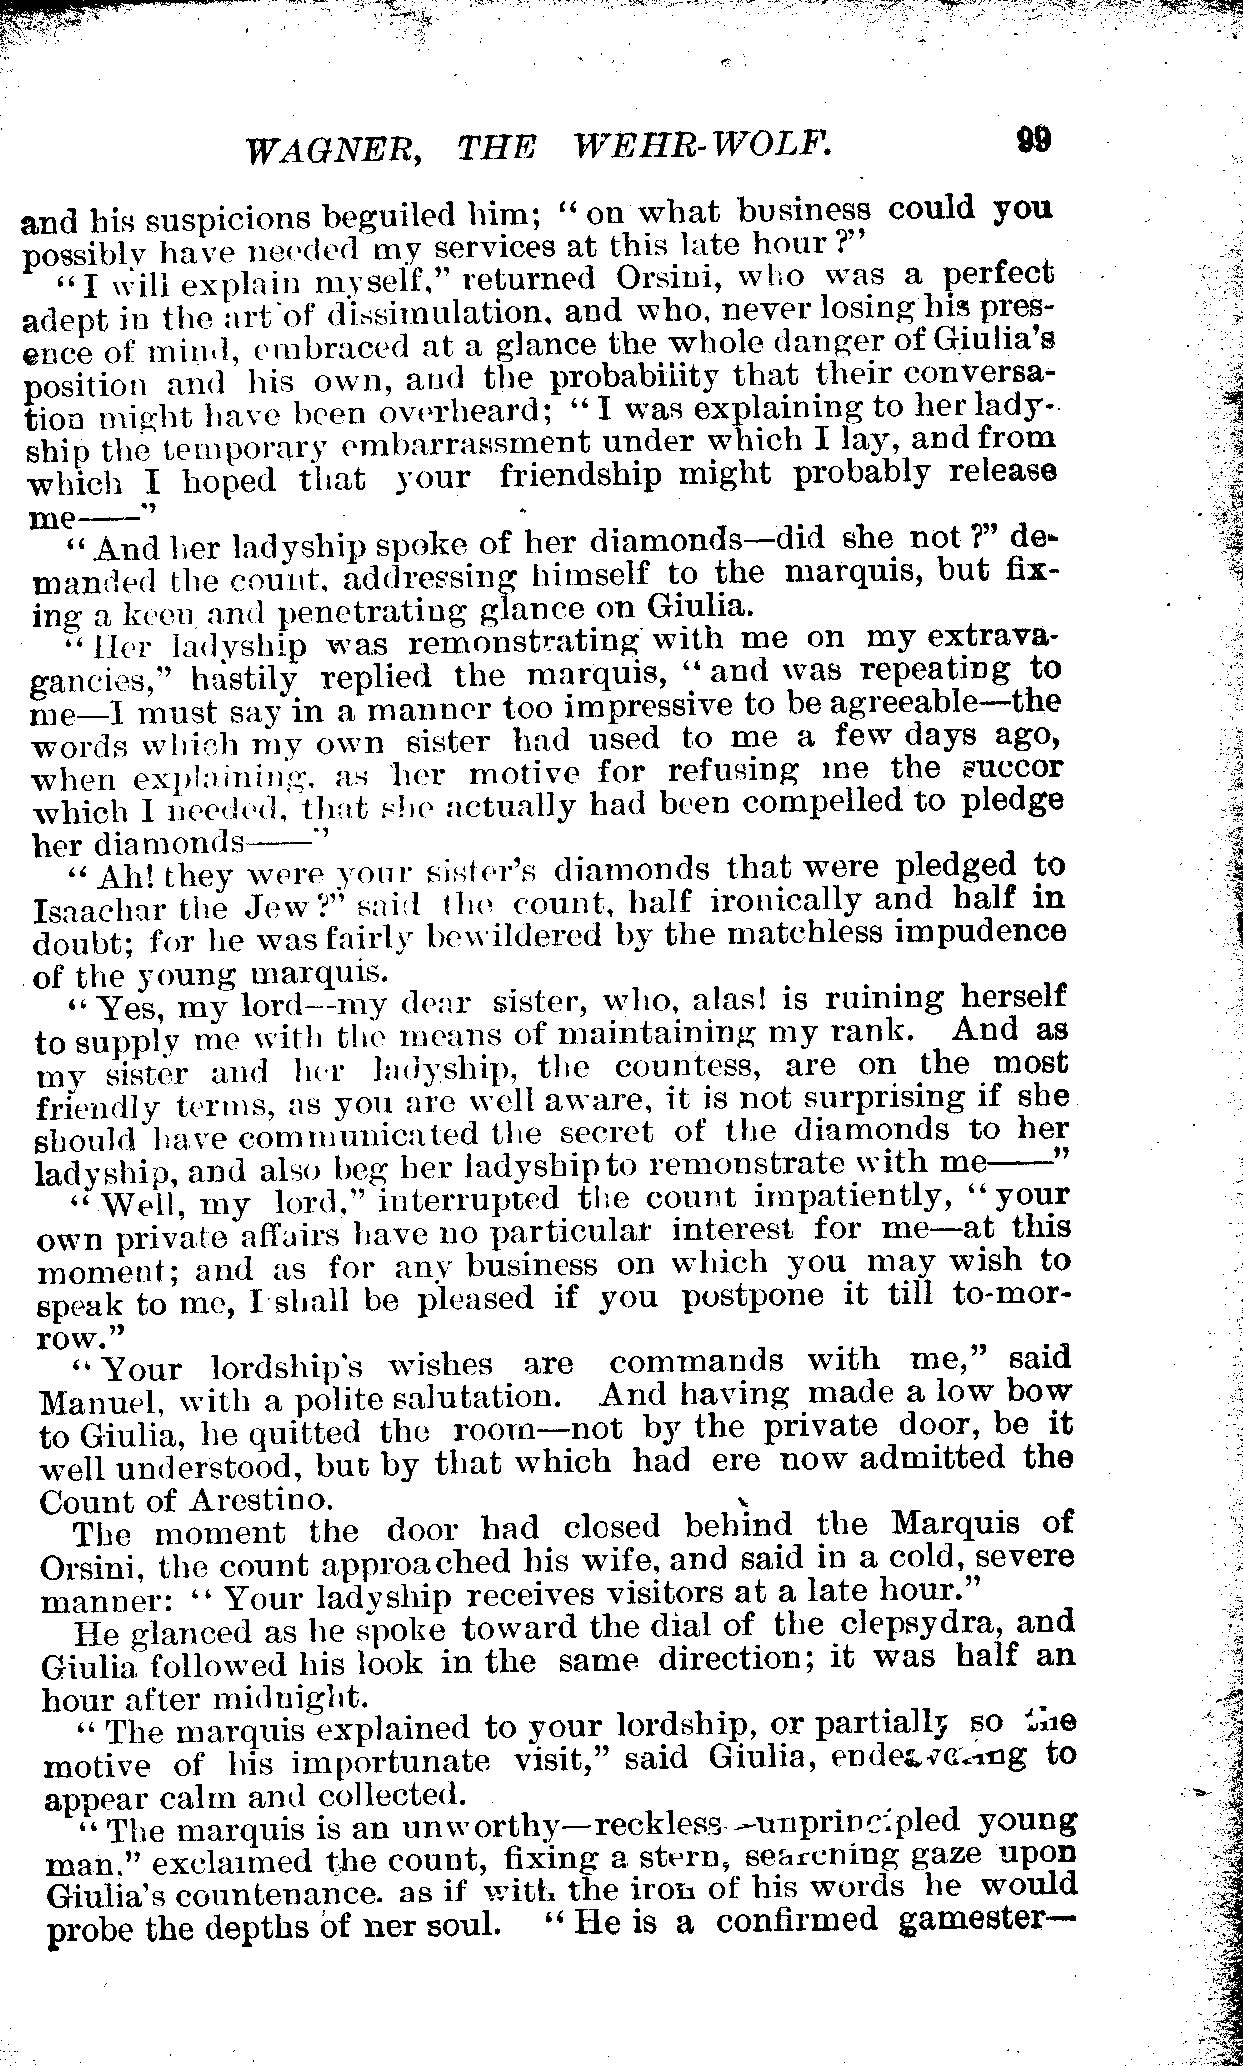 WAGNER, THE WEHR-WOLF. 99
and his suspicions beguiled him; "on what business could you
possibly have needed my services at this late hour?"
"I will explain myself," returned Orsini, who was a perfect
adept in the art of dissimulation, and who, never losing his pres-
ence of mind, embraced at a glance the whole danger of Giulia's
position and his own, and the probability that their conversa-
tion might have been overheard; "I was explaining to her lady-
ship the temporary embarrassment under which I lay, and from
which I hoped that your friendship might probably release
me——"
"And her ladyship spoke of her diamonds—did she not?" de-
manded the count, addressing himself to the marquis, but fix-
ing a keen and penetrating glance on Giulia.
"Her ladyship was remonstrating with me on my extrava-
gancies," hastily replied the marquis, "and was repeating to
me—I must say in a manner too impressive to be agreeable—the
words which my own sister had used to me a few days ago,
when explaining, as her motive for refusing me the succor
which I needed, that she actually had been compelled to pledge
her diamonds——"
"Ah! they were your sister's diamonds that were pledged to
Isaachar the Jew?" said the count, half ironically and half in
doubt; for he was fairly bewildered by the matchless impudence
of the young marquis.
"Yes, my lord—my dear sister, who, alas! is ruining herself
to supply me with the means of maintaining my rank. And as
my sister and her ladyship, the countess, are on the most
friendly terms, as you are well aware, it is not surprising if she
should have communicated the secret of the diamonds to her
ladyship, and also beg her ladyship to remonstrate with me——"
"Well, my lord," interrupted the count impatiently, "your
own private affairs have no particular interest for me—at this
moment; and as for any business on which you may wish to
speak to me, I shall be pleased if you postpone it till to-mor-
row."
"Your lordship's wishes are commands with me," said
Manuel, with a polite salutation. And having made a low bow
to Giulia, he quitted the room—not by the private door, be it
well understood, but by that which had ere now admitted the
Count of Arestino.
The moment the door had closed behind the Marquis of
Orsini, the count approached his wife, and said in a cold, severe
manner: "Your ladyship receives visitors at a late hour."
He glanced as he spoke toward the dial of the clepsydra, and
Giulia followed his look in the same direction; it was half an
hour after midnight.
"The marquis explained to your lordship, or partially so the
motive of his importunate visit," said Giulia, endeavoring to
appear calm and collected.
"The marquis is an unworthy—reckless—unprincipled young
man," exclaimed the count, fixing a stern, searching gaze upon
Giulia's countenance. as if with the iron of his words he would
probe the depths of her soul. "He is a confirmed gamester—